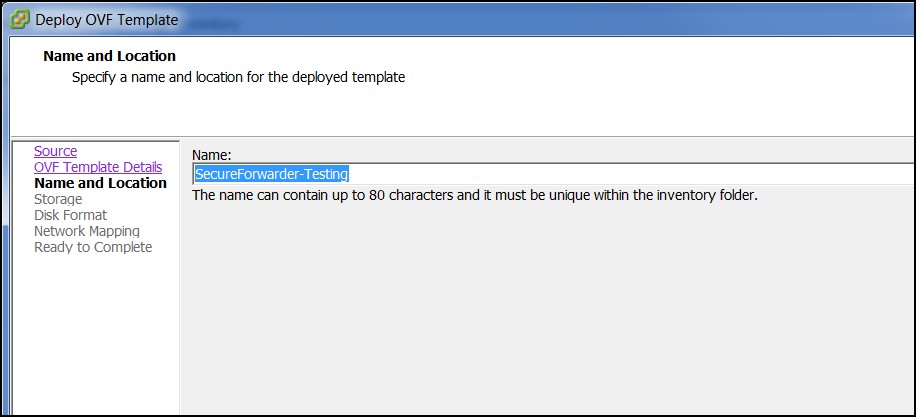 Deploy OVF Template
Name and Location
Specify a name and location for the deployed template
Source
OVF Template Details
Name and Location
Storage
Disk Format
Network Mapping
Ready to Complete
Name:
SecureForwarder-Testing
The name can contain up to 80 characters and it must be unique within the inventory folder.